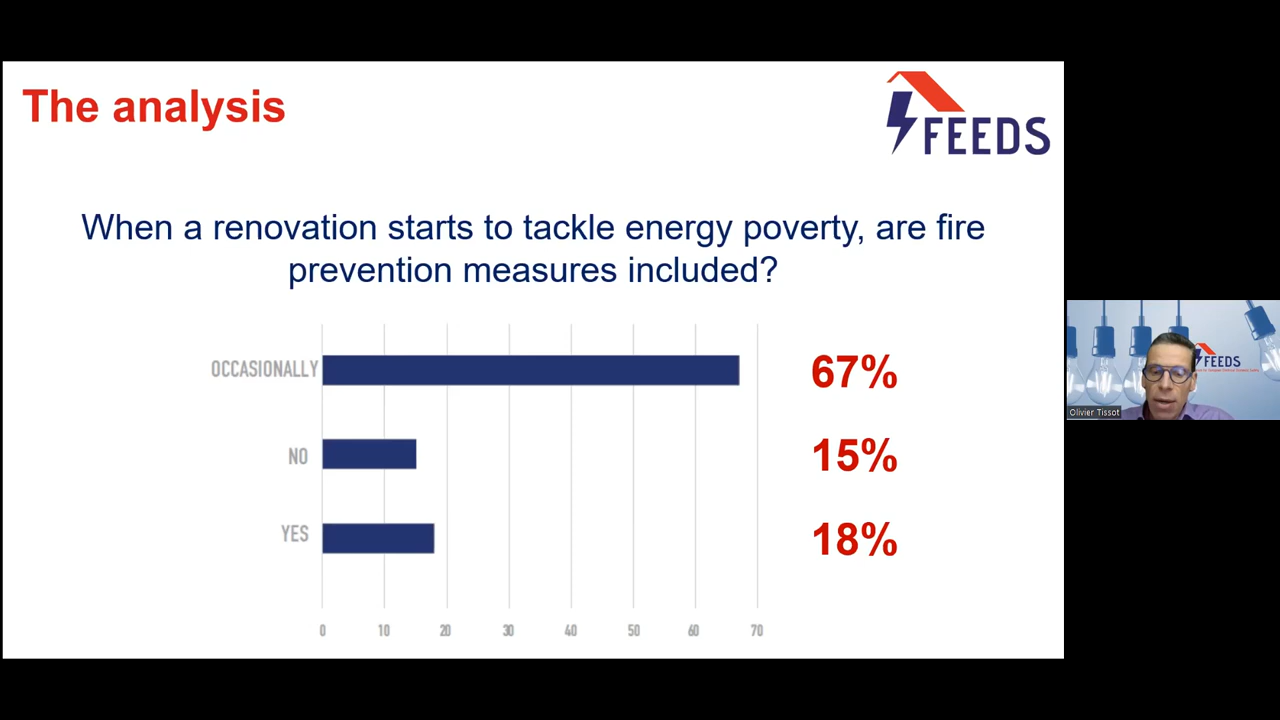 The analysis
FEEDS
When a renovation starts to tackle energy poverty, are fire
prevention measures included?
OCCASIONALLY
67%
NO
15%
YES
18%
0 10 20 30 40 50 60 70
FEEDS
Olivier Tissot